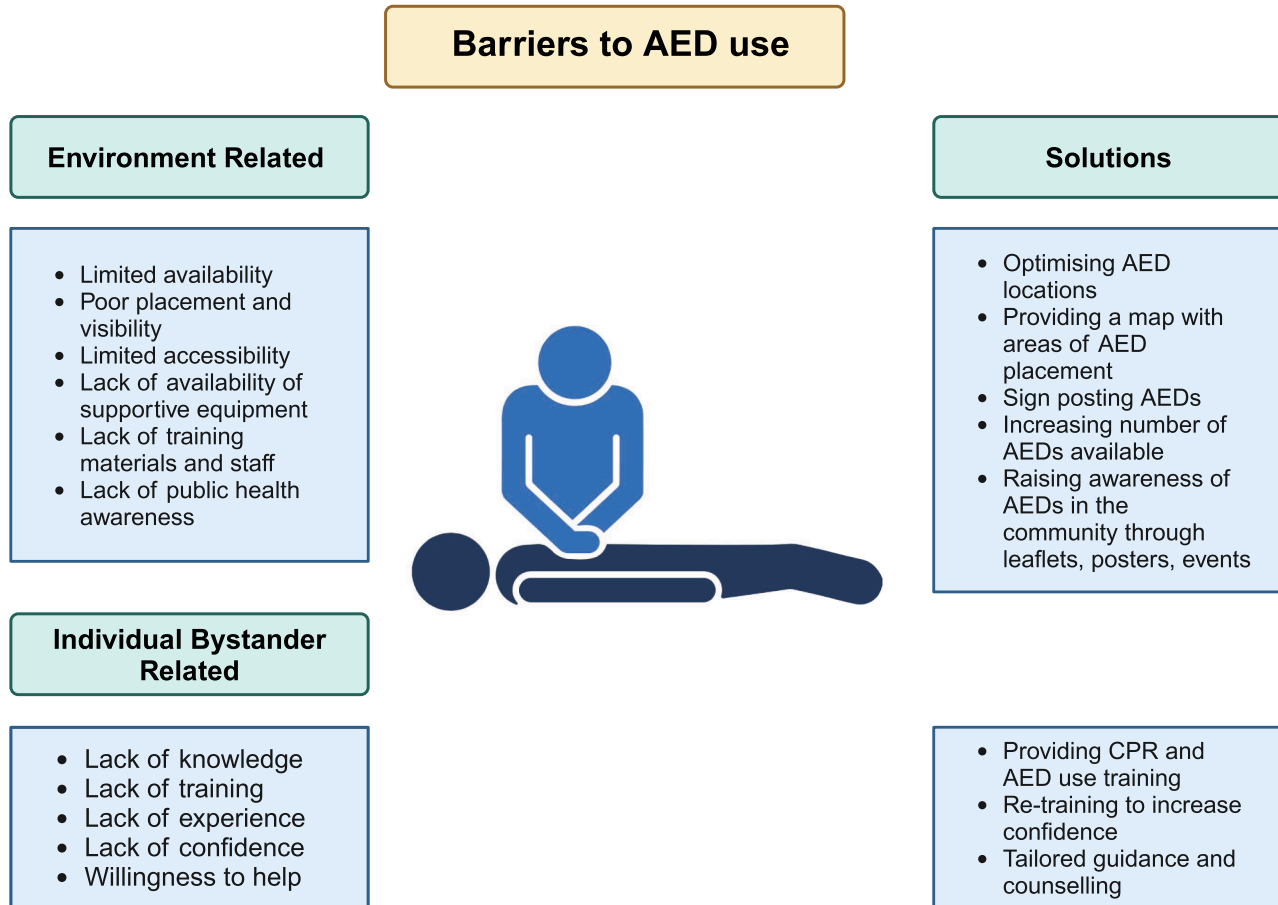 Barriers to AED use
Environment Related
• Limited availability
• Poor placement and
visibility
• Limited accessibility
• Lack of availability of
supportive equipment
• Lack of training
materials and staff
• Lack of public health
awareness
Solutions
• Optimising AED
locations
• Providing a map with
areas of AED
placement
• Sign posting AEDs
• Increasing number of
AEDs available
• Raising awareness of
AEDs in the
community through
leaflets, posters, events
Individual Bystander
Related
• Lack of knowledge
• Lack of training
• Lack of experience
• Lack of confidence
• Willingness to help
• Providing CPR and
AED use training
• Re-training to increase
confidence
• Tailored guidance and
counselling